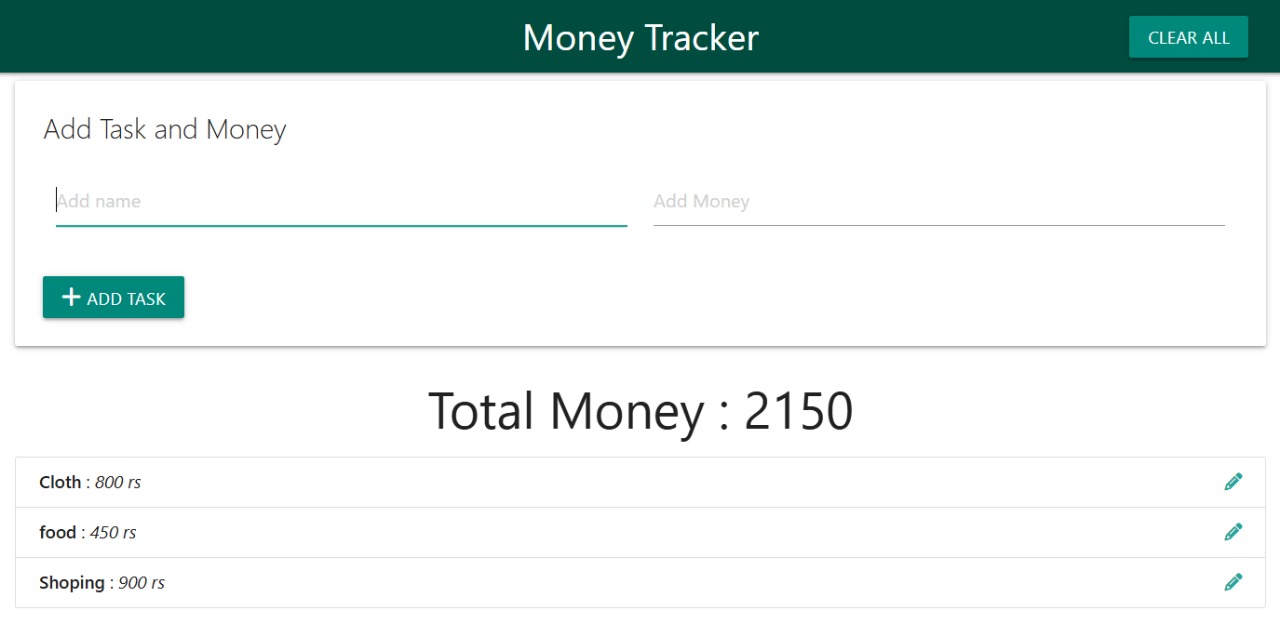 Money Tracker
CLEAR ALL
Add Task and Money
Add name
Add Money
ADD TASK
Total Money : 2150
Cloth : 800 rs
food : 450 rs
Shoping : 900 rs